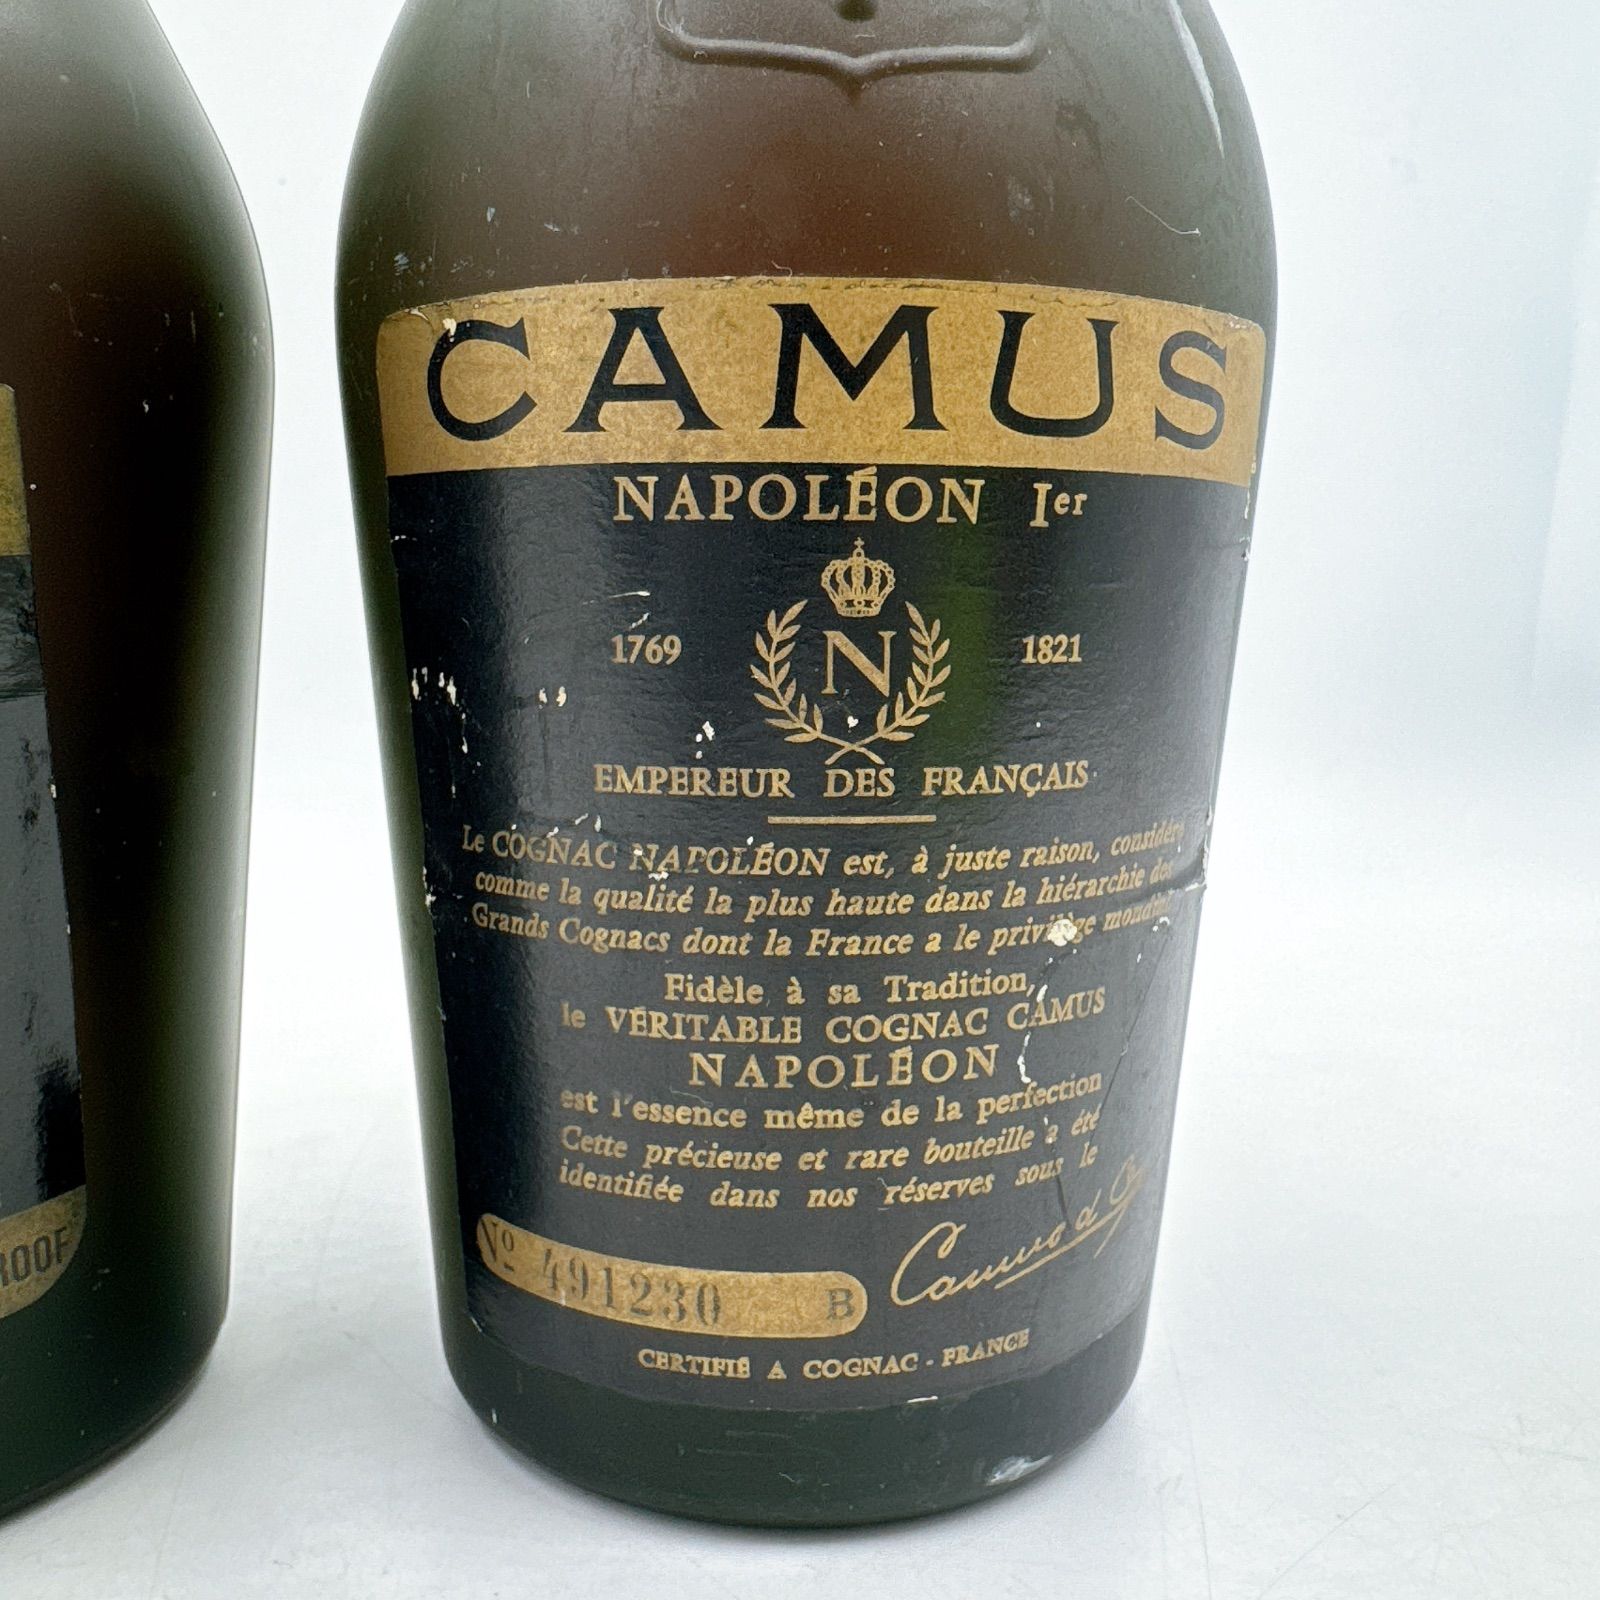 CAMUS
NAPOLÉON Ier
N
1769 1821
EMPEREUR DES FRANÇAIS
Le COGNAC NAPOLÉON est, à juste raison, considéré
comme la qualité la plus haute dans la hiérarchie des
Grands Cognacs dont la France a le privilège mondial.
Fidèle à sa Tradition,
le VÉRITABLE COGNAC CAMUS
NAPOLÉON
est l'essence même de la perfection
Cette précieuse et rare bouteille a été
identifiée dans nos réserves sous le
No 491230 B
CERTIFIÉ A COGNAC - FRANCE